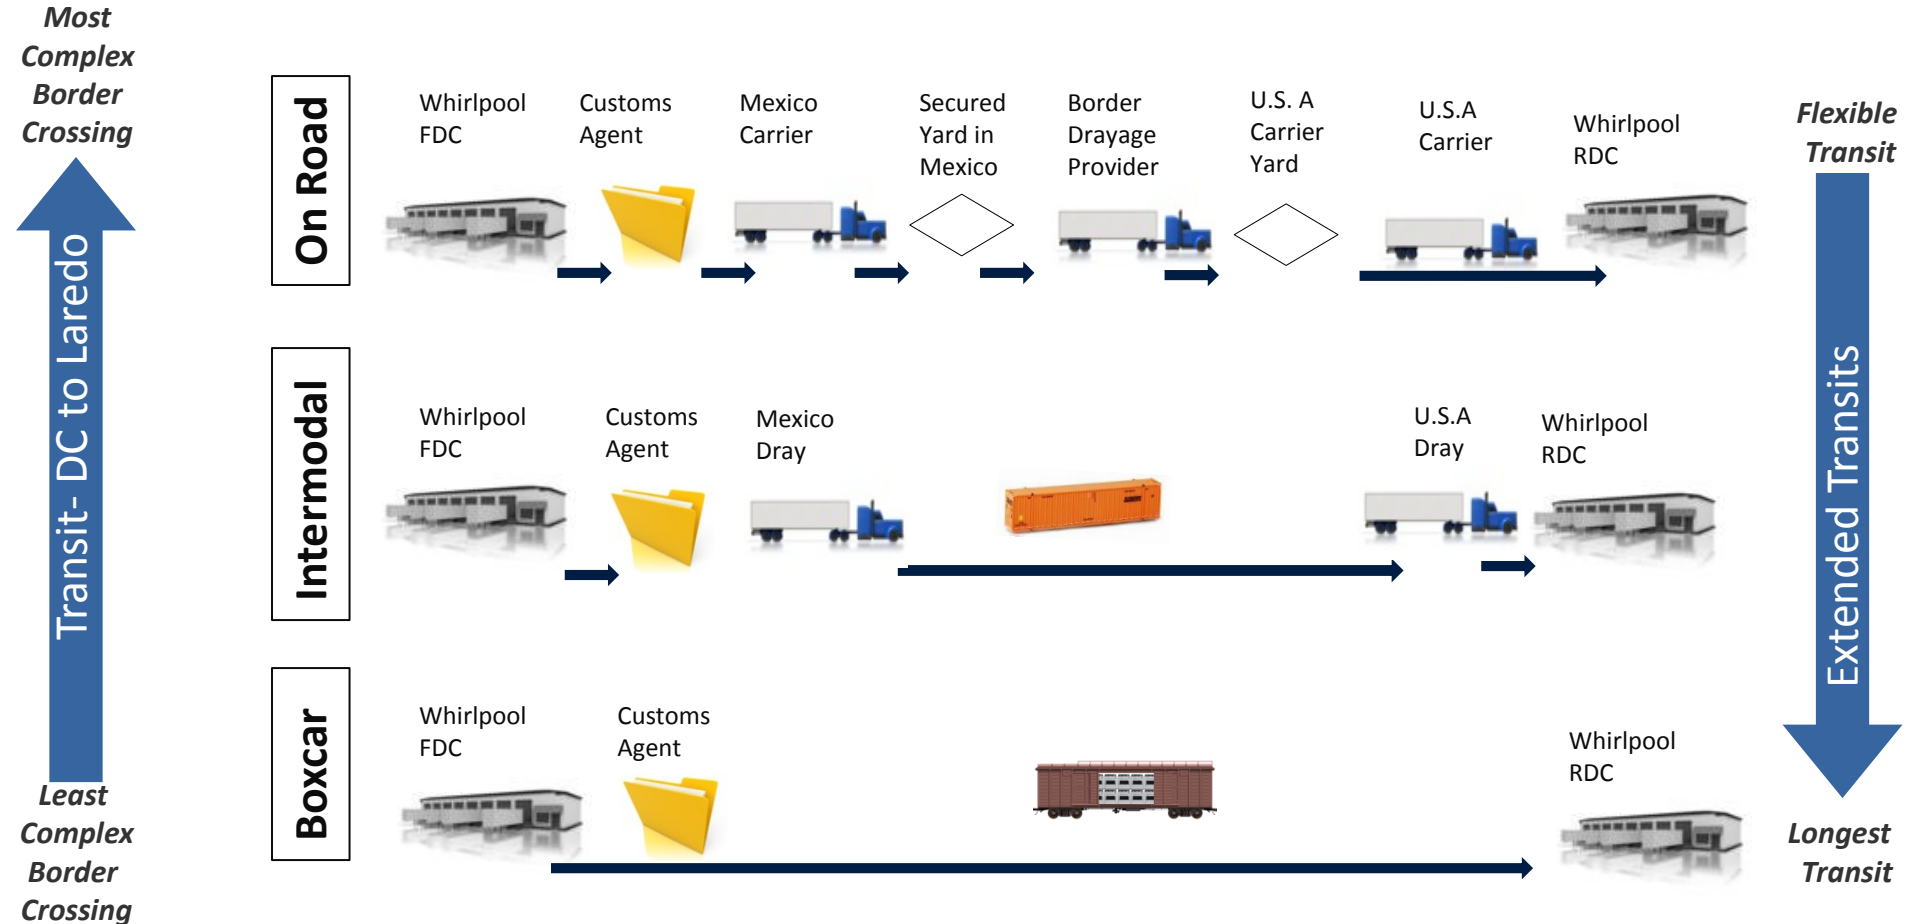 Most
Complex
Border
Crossing
Transit- DC to Laredo
Least
Complex
Border
Crossing
On Road
Whirlpool
FDC
Customs
Agent
Mexico
Carrier
Secured
Yard in
Mexico
Border
Drayage
Provider
U.S. A
Carrier
Yard
U.S.A
Carrier
Whirlpool
RDC
Intermodal
Whirlpool
FDC
Customs
Agent
Mexico
Dray
U.S.A
Dray
Whirlpool
RDC
Boxcar
Whirlpool
FDC
Customs
Agent
Whirlpool
RDC
Flexible
Transit
Extended Transits
Longest
Transit